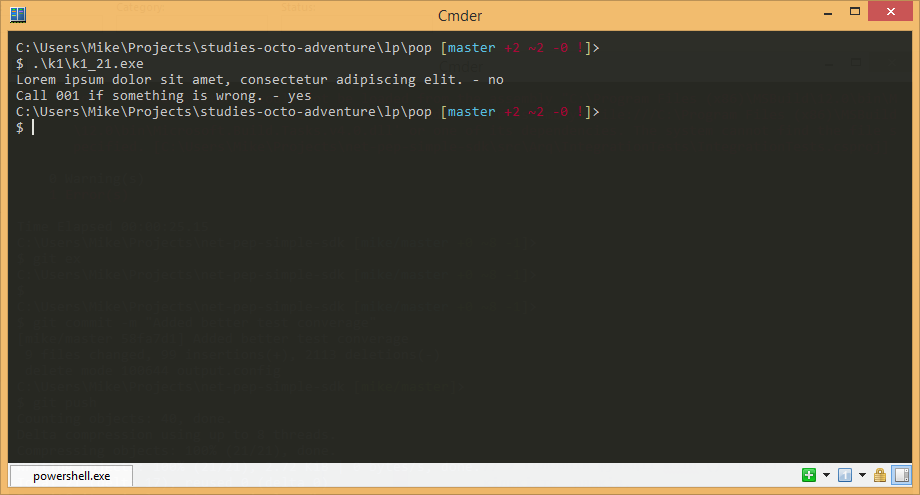 Cmder
C:\Users\Mike\Projects\studies-octo-adventure\lp\pop [master +2 ~2 -0 !]>
$ .\k1\k1_21.exe
Lorem ipsum dolor sit amet, consectetur adipiscing elit. - no
Call 001 if something is wrong. - yes
C:\Users\Mike\Projects\studies-octo-adventure\lp\pop [master +2 ~2 -0 !]>
$
powershell.exe